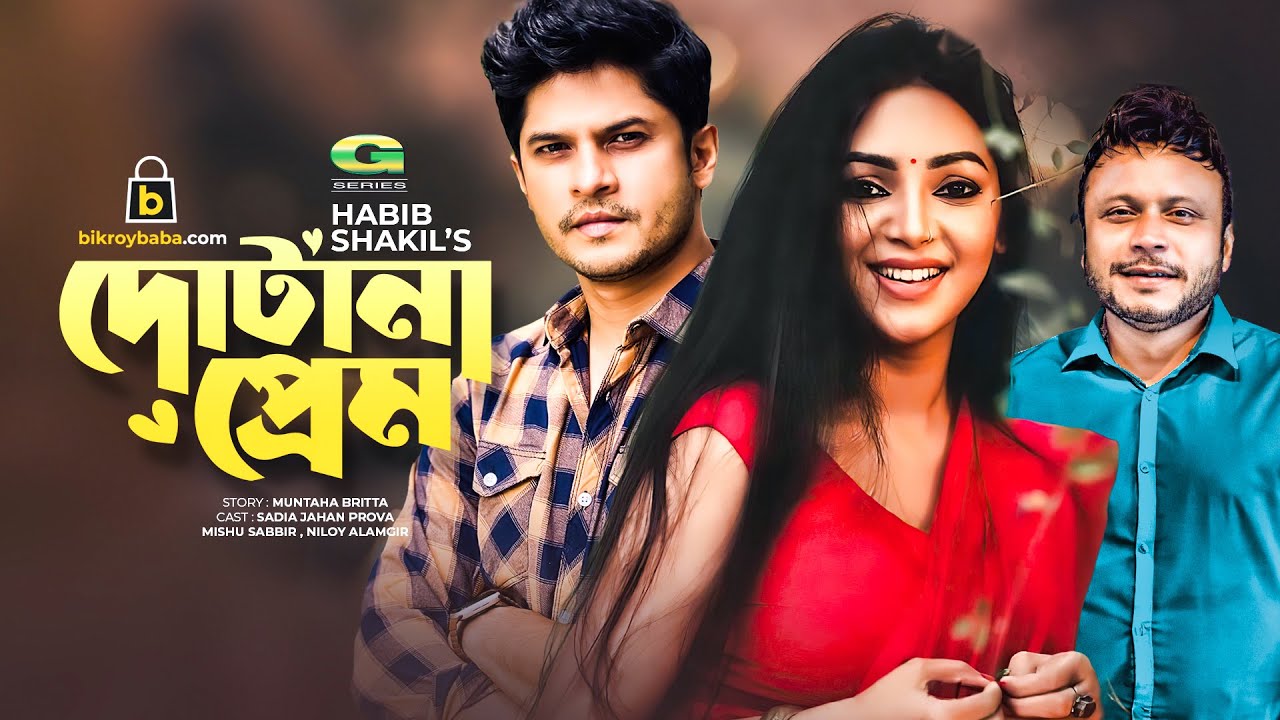 b
bikroybaba.com
G
SERIES
HABIB
SHAKIL'S
দোটানা
প্রেম
STORY : MUNTAHA BRITTA
CAST : SADIA JAHAN PROVA
MISHU SABBIR , NILOY ALAMGIR